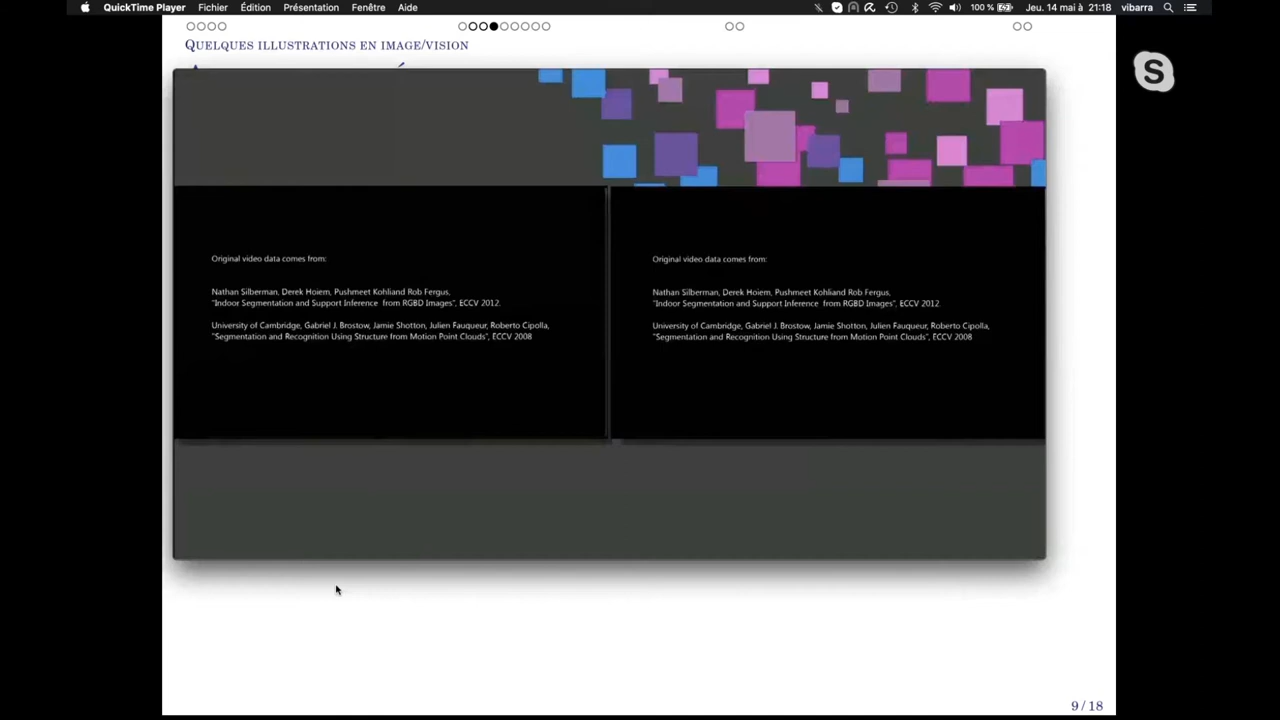 QuickTime Player Fichier Édition Présentation Fenêtre Aide 100 % Jeu. 14 mai à 21:18 vibarra
QUELQUES ILLUSTRATIONS EN IMAGE/VISION
S
Original video data comes from:
Nathan Silberman, Derek Hoiem, Pushmeet Kohliand Rob Fergus,
"Indoor Segmentation and Support Inference from RGBD Images", ECCV 2012.
University of Cambridge, Gabriel J. Brostow, Jamie Shotton, Julien Fauqueur, Roberto Cipolla,
"Segmentation and Recognition Using Structure from Motion Point Clouds", ECCV 2008
Original video data comes from:
Nathan Silberman, Derek Hoiem, Pushmeet Kohliand Rob Fergus,
"Indoor Segmentation and Support Inference from RGBD Images", ECCV 2012
University of Cambridge, Gabriel J. Brostow, Jamie Shotton, Julien Fauqueur, Roberto Cipolla,
"Segmentation and Recognition Using Structure from Motion Point Clouds", ECCV 2008
9 / 18